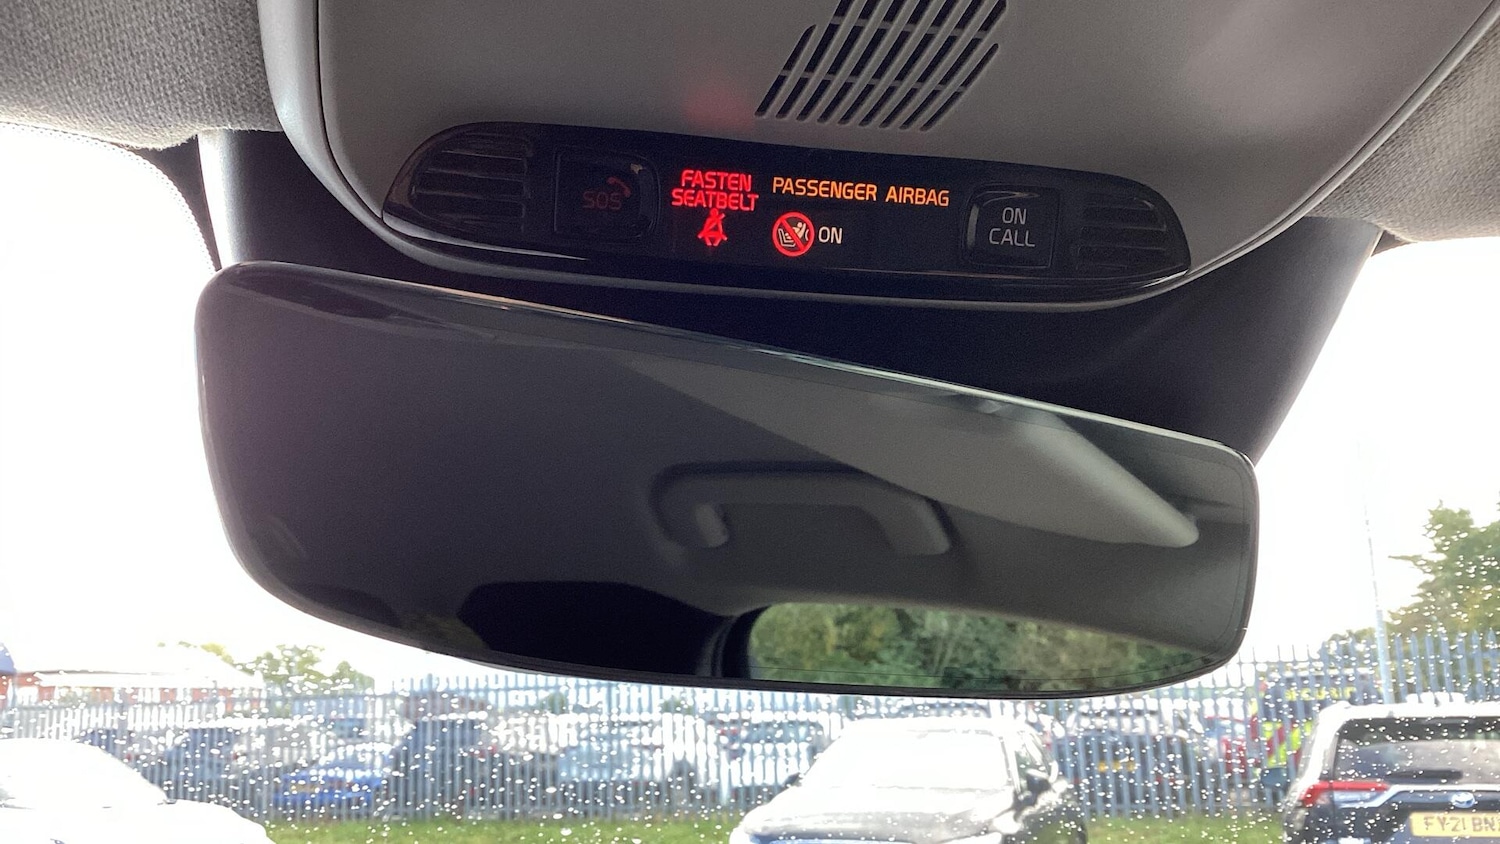 SOS
FASTEN
SEATBELT
PASSENGER AIRBAG
ON
ON
CALL
FY21 BN